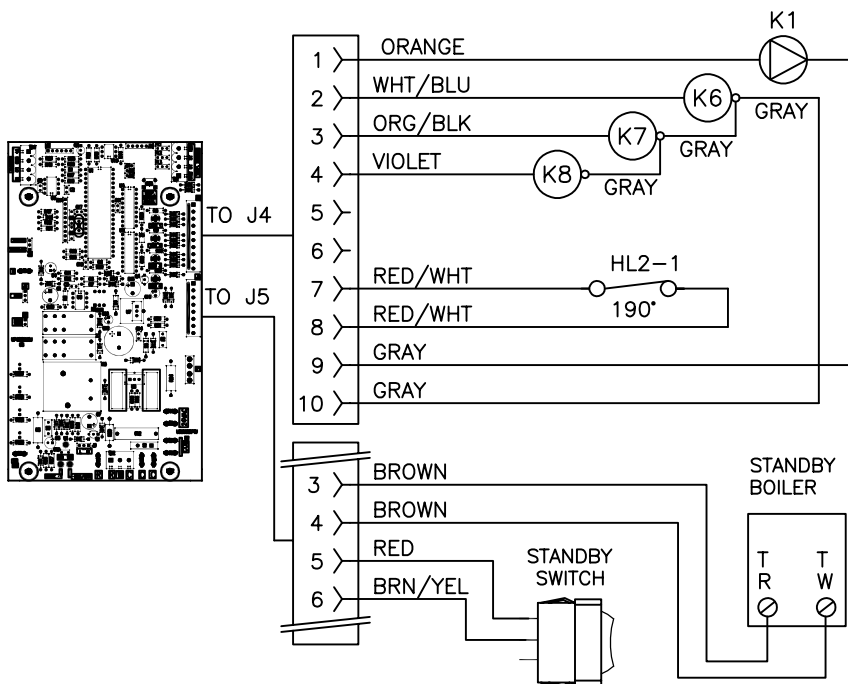 K1
1 ORANGE
2 WHT/BLU K6 GRAY
3 ORG/BLK K7 GRAY
4 VIOLET K8 GRAY
TO J4
5
6
HL2-1
7 RED/WHT
190°
TO J5
8 RED/WHT
9 GRAY
10 GRAY
3 BROWN
4 BROWN
5 RED
6 BRN/YEL
STANDBY
SWITCH
STANDBY
BOILER
T T
R W